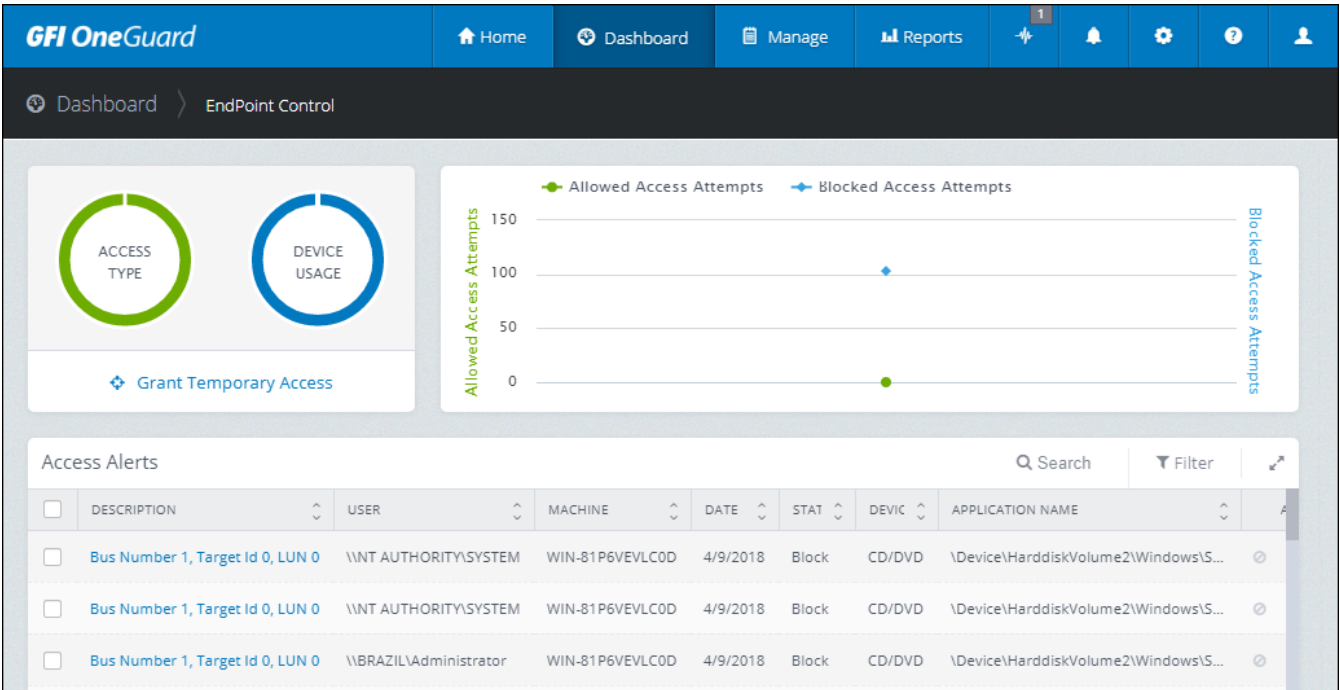 GFI OneGuard
Home
Dashboard
Manage
Reports
1
Dashboard
EndPoint Control
ACCESS
TYPE
DEVICE
USAGE
Grant Temporary Access
Allowed Access Attempts
Blocked Access Attempts
Allowed Access Attempts
150
100
50
0
Blocked Access Attempts
Access Alerts
Search
Filter
DESCRIPTION USER MACHINE DATE STAT DEVIC APPLICATION NAME A
Bus Number 1, Target Id 0, LUN 0 \\NT AUTHORITY\SYSTEM WIN-81P6VEVLC0D 4/9/2018 Block CD/DVD \Device\HarddiskVolume2\Windows\S...
Bus Number 1, Target Id 0, LUN 0 \\NT AUTHORITY\SYSTEM WIN-81P6VEVLC0D 4/9/2018 Block CD/DVD \Device\HarddiskVolume2\Windows\S...
Bus Number 1, Target Id 0, LUN 0 \\BRAZIL\Administrator WIN-81P6VEVLC0D 4/9/2018 Block CD/DVD \Device\HarddiskVolume2\Windows\S...